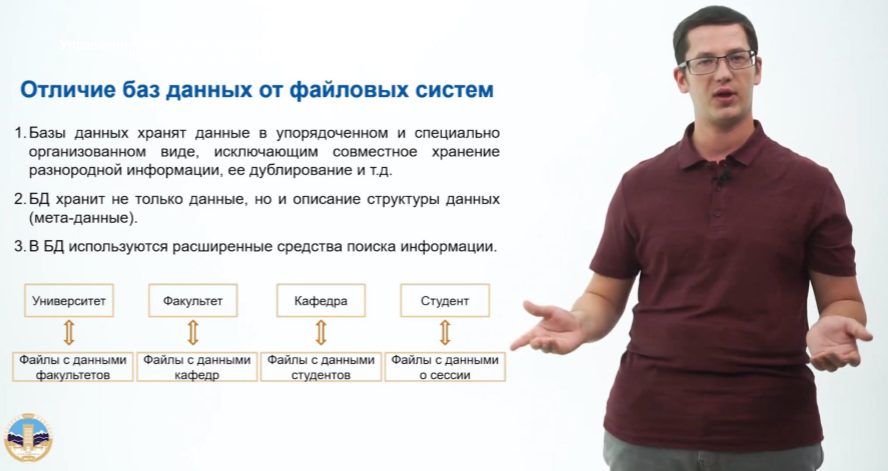 Отличие баз данных от файловых систем
1. Базы данных хранят данные в упорядоченном и специально
организованном виде, исключающим совместное хранение
разнородной информации, ее дублирование и т.д.
2. БД хранит не только данные, но и описание структуры данных
(мета-данные).
3. В БД используются расширенные средства поиска информации.
Университет
Факультет
Кафедра
Студент
Файлы с данными
факультетов
Файлы с данными
кафедр
Файлы с данными
студентов
Файлы с данными
о сессии